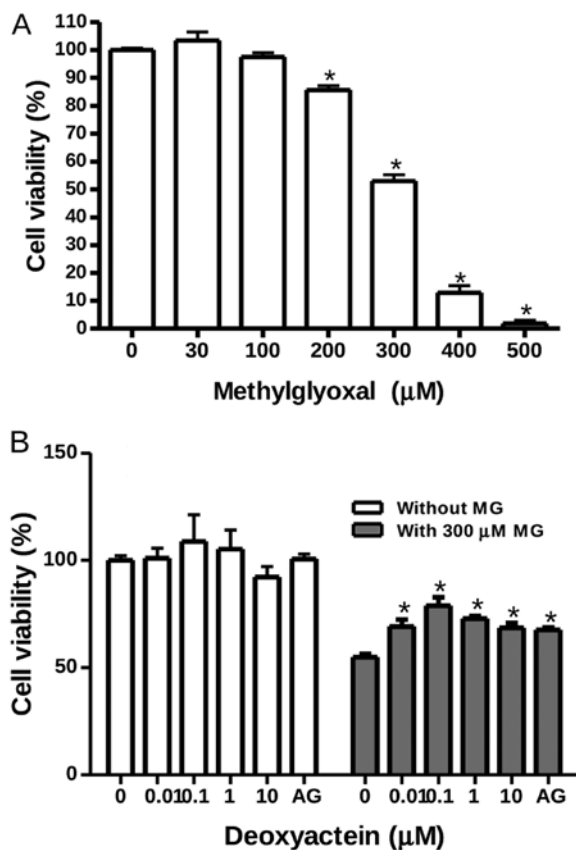 A
Cell viability (%)
110
100
90
80
70
60
50
40
30
20
10
0
*
*
*
*
0 30 100 200 300 400 500
Methylglyoxal (μM)
B
Cell viability (%)
150
100
50
0
Without MG
With 300 μM MG
* * * * *
0 0.01 0.1 1 10 AG 0 0.01 0.1 1 10 AG
Deoxyactein (μM)